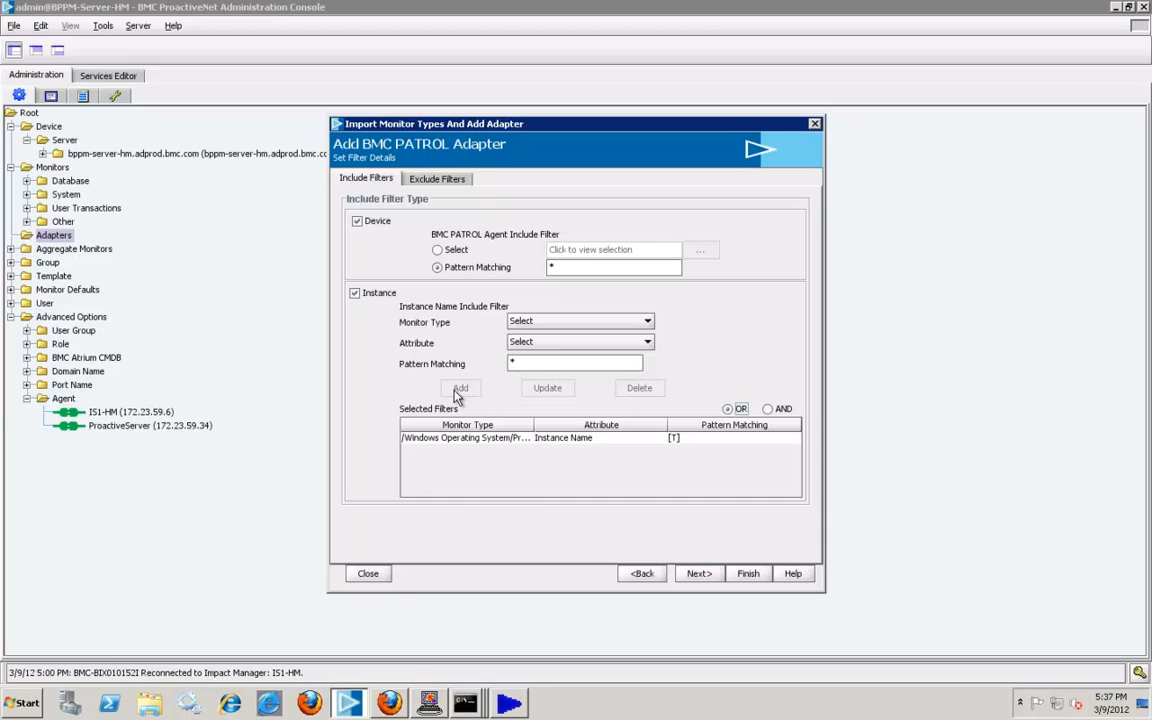 admin@BPPM-Server-HM - BMC ProactiveNet Administration Console
File Edit View Tools Server Help
Administration Services Editor
Root
Device
Server
bppm-server-hm.adprod.bmc.com (bppm-server-hm.adprod.bmc.co
Monitors
Database
System
User Transactions
Other
Adapters
Aggregate Monitors
Group
Template
Monitor Defaults
User
Advanced Options
User Group
Role
BMC Atrium CMDB
Domain Name
Port Name
Agent
IS1-HM (172.23.59.6)
ProactiveServer (172.23.59.34)
Import Monitor Types And Add Adapter
Add BMC PATROL Adapter
Set Filter Details
Include Filters Exclude Filters
Include Filter Type
Device
BMC PATROL Agent Include Filter
Select Click to view selection ...
Pattern Matching *
Instance
Instance Name Include Filter
Monitor Type Select
Attribute Select
Pattern Matching *
Add Update Delete
Selected Filters OR AND
Monitor Type Attribute Pattern Matching
/Windows Operating System/Pr... Instance Name [T]
Close <Back Next> Finish Help
3/9/12 5:00 PM: BMC-BIX010152I Reconnected to Impact Manager: IS1-HM.
Start 5:37 PM
3/9/2012